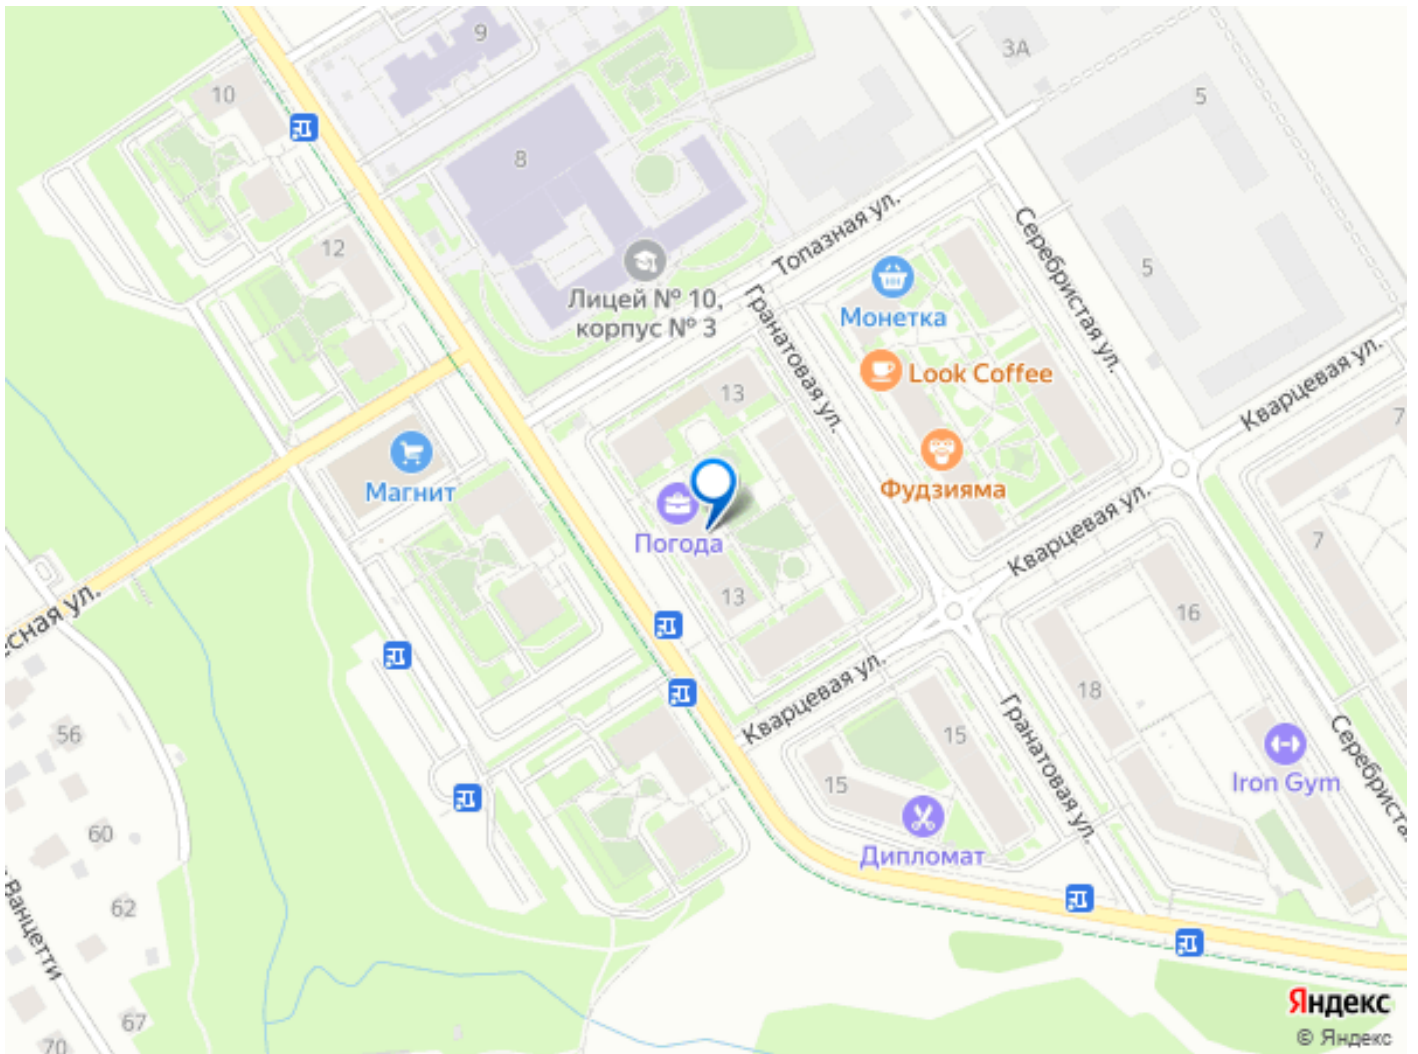 9
3А
10
5
8
Топазная ул.
Серебристая ул.
12
5
Лицей № 10,
корпус № 3
Гранатовая ул.
Монетка
Look Coffee
Кварцевая ул.
13
7
Магнит
Фудзияма
Погода
Кварцевая ул.
7
сная ул.
13
16
Кварцевая ул.
18
Гранатовая ул.
56
15
15
Iron Gym
Серебриста
Дипломат
60
Ванцетти
62
67
70
Яндекс
© Яндекс